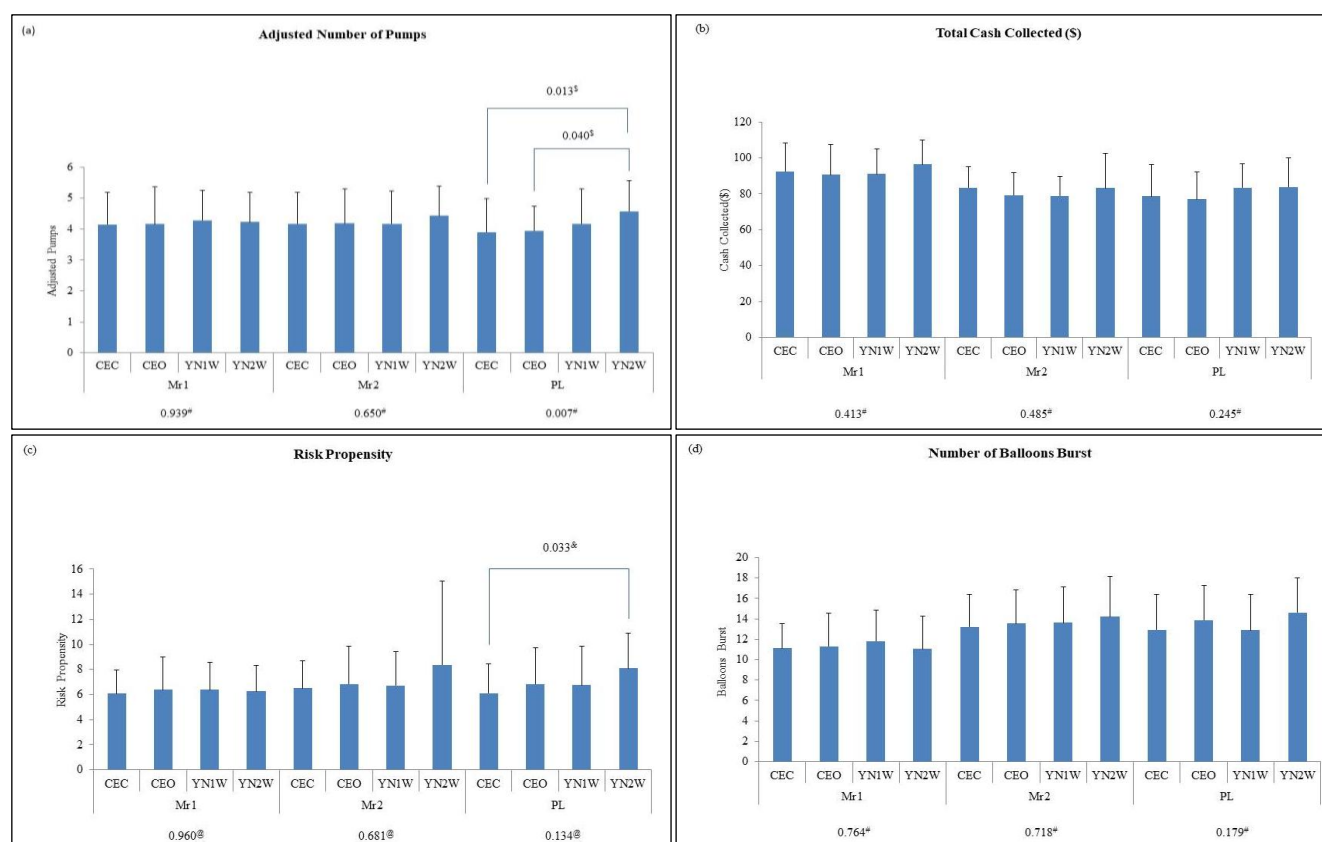 (a)
Adjusted Number of Pumps
0.013$
0.040$
6
5
4
3
2
1
0
Adjusted Pumps
CEC CEO YN1W YN2W CEC CEO YN1W YN2W CEC CEO YN1W YN2W
Mr1 Mr2 PL
0.939# 0.650# 0.007#
(b)
Total Cash Collected ($)
120
100
80
60
40
20
0
Cash Collected($)
CEC CEO YN1W YN2W CEC CEO YN1W YN2W CEC CEO YN1W YN2W
Mr1 Mr2 PL
0.413# 0.485# 0.245#
(c)
Risk Propensity
0.033&
16
14
12
10
8
6
4
2
0
Risk Propensity
CEC CEO YN1W YN2W CEC CEO YN1W YN2W CEC CEO YN1W YN2W
Mr1 Mr2 PL
0.960@ 0.681@ 0.134@
(d)
Number of Balloons Burst
20
18
16
14
12
10
8
6
4
2
0
Balloons Burst
CEC CEO YN1W YN2W CEC CEO YN1W YN2W CEC CEO YN1W YN2W
Mr1 Mr2 PL
0.764# 0.718# 0.179#